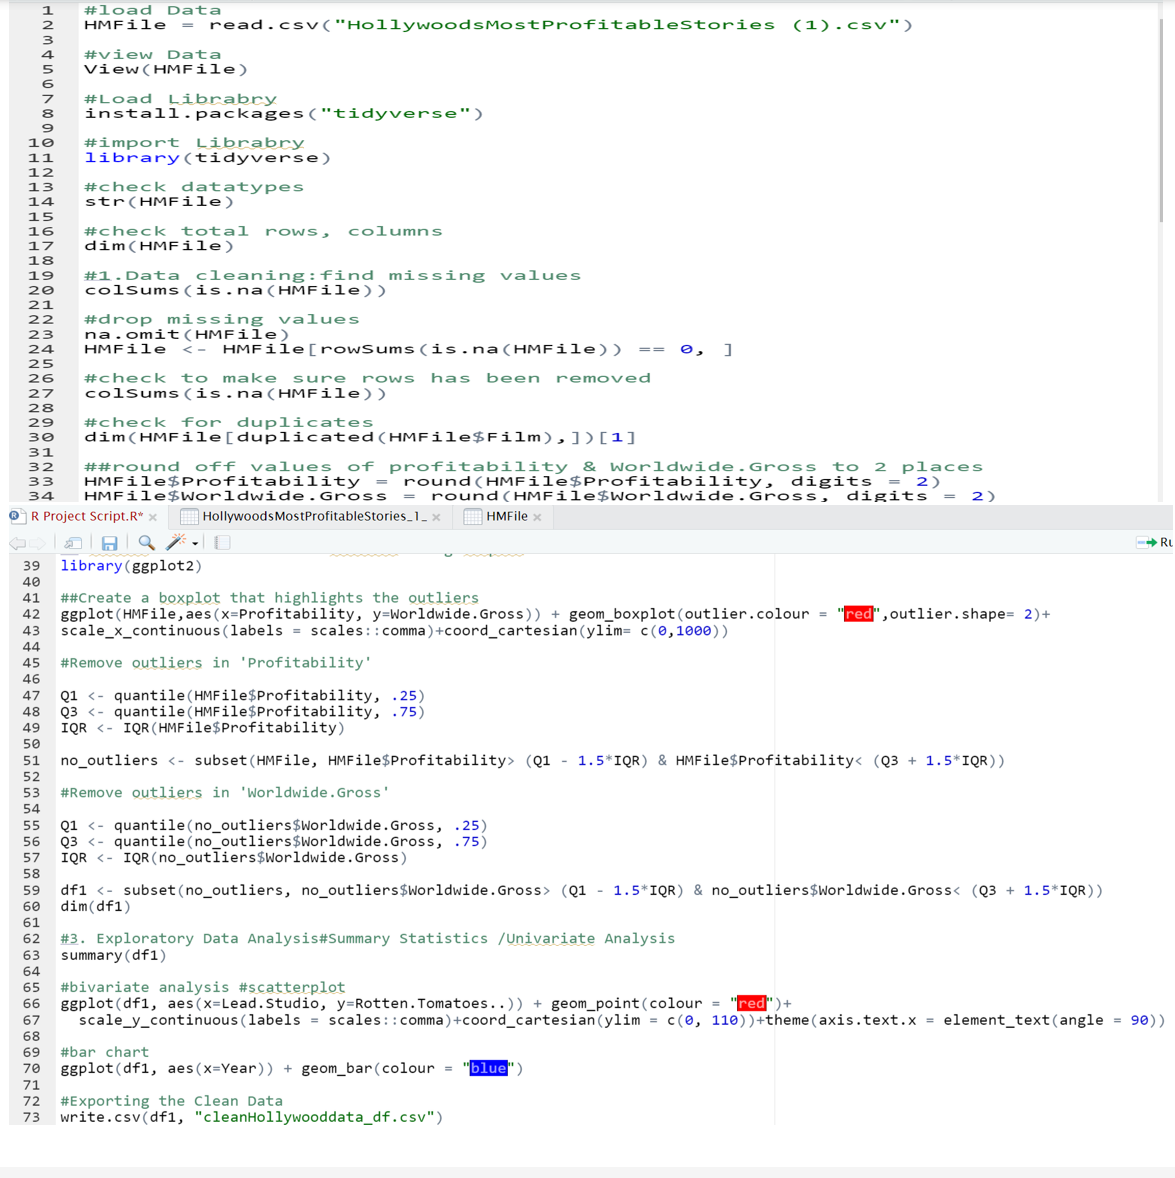 1 #load Data
2 HMFile = read.csv("HollywoodsMostProfitableStories (1).csv")
3
4 #view Data
5 View(HMFile)
6
7 #Load Librabry
8 install.packages("tidyverse")
9
10 #import Librabry
11 library(tidyverse)
12
13 #check datatypes
14 str(HMFile)
15
16 #check total rows, columns
17 dim(HMFile)
18
19 #1.Data cleaning:find missing values
20 colSums(is.na(HMFile))
21
22 #drop missing values
23 na.omit(HMFile)
24 HMFile <- HMFile[rowSums(is.na(HMFile)) == 0, ]
25
26 #check to make sure rows has been removed
27 colSums(is.na(HMFile))
28
29 #check for duplicates
30 dim(HMFile[duplicated(HMFile$Film),])[1]
31
32 ##round off values of profitability & Worldwide.Gross to 2 places
33 HMFile$Profitability = round(HMFile$Profitability, digits = 2)
34 HMFile$Worldwide.Gross = round(HMFile$Worldwide.Gross, digits = 2)
R Project Script.R* HollywoodsMostProfitableStories_1_ HMFile
39 library(ggplot2)
40
41 ##Create a boxplot that highlights the outliers
42 ggplot(HMFile,aes(x=Profitability, y=Worldwide.Gross)) + geom_boxplot(outlier.colour = "red",outlier.shape= 2)+
43 scale_x_continuous(labels = scales::comma)+coord_cartesian(ylim= c(0,1000))
44
45 #Remove outliers in 'Profitability'
46
47 Q1 <- quantile(HMFile$Profitability, .25)
48 Q3 <- quantile(HMFile$Profitability, .75)
49 IQR <- IQR(HMFile$Profitability)
50
51 no_outliers <- subset(HMFile, HMFile$Profitability> (Q1 - 1.5*IQR) & HMFile$Profitability< (Q3 + 1.5*IQR))
52
53 #Remove outliers in 'Worldwide.Gross'
54
55 Q1 <- quantile(no_outliers$Worldwide.Gross, .25)
56 Q3 <- quantile(no_outliers$Worldwide.Gross, .75)
57 IQR <- IQR(no_outliers$Worldwide.Gross)
58
59 df1 <- subset(no_outliers, no_outliers$Worldwide.Gross> (Q1 - 1.5*IQR) & no_outliers$Worldwide.Gross< (Q3 + 1.5*IQR))
60 dim(df1)
61
62 #3. Exploratory Data Analysis#Summary Statistics /Univariate Analysis
63 summary(df1)
64
65 #bivariate analysis #scatterplot
66 ggplot(df1, aes(x=Lead.Studio, y=Rotten.Tomatoes..)) + geom_point(colour = "red")+
67 scale_y_continuous(labels = scales::comma)+coord_cartesian(ylim = c(0, 110))+theme(axis.text.x = element_text(angle = 90))
68
69 #bar chart
70 ggplot(df1, aes(x=Year)) + geom_bar(colour = "blue")
71
72 #Exporting the Clean Data
73 write.csv(df1, "cleanHollywooddata_df.csv")